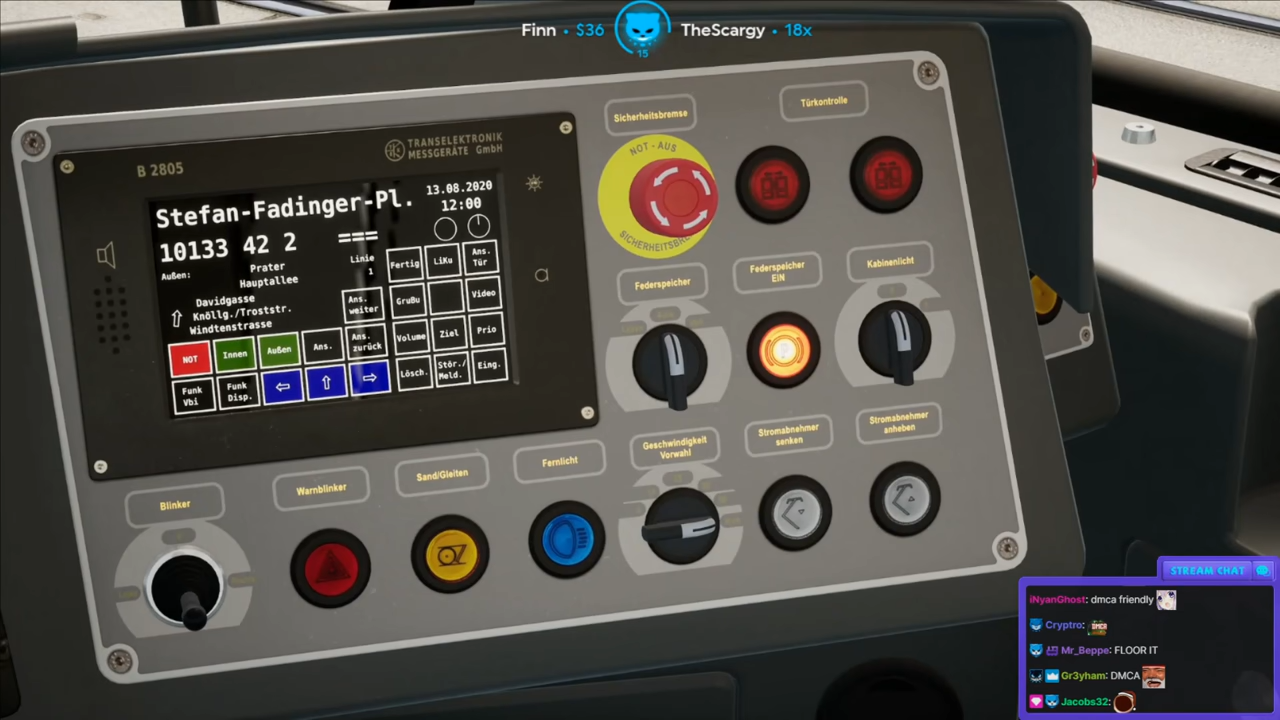 Finn • $36
15
TheScargy • 18x
TRANSELEKTRONIK
MESSGERÄTE GmbH
B 2805
Stefan-Fadinger-Pl.
13.08.2020
12:00
10133 42 2
===
Außen:
Prater
Hauptallee
Linie
1
Davidgasse
Knöllg./Troststr.
Windtenstrasse
Fertig
LiKu
Ans.
Tür
Ans.
weiter
GruBu
Video
NOT
Innen
Außen
Ans.
Ans.
zurück
Volume
Ziel
Prio
Funk
Vbi
Funk
Disp.
⇦
⇧
⇨
Lösch.
Stör./
Meld.
Eing.
Sicherheitsbremse
Türkontrolle
NOT - AUS
SICHERHEITSBRE
Federspeicher
Federspeicher
EIN
Kabinenlicht
Geschwindigkeit
Vorwahl
Stromabnehmer
senken
Stromabnehmer
anheben
Blinker
Warnblinker
Sand/Gleiten
Fernlicht
STREAM CHAT
iNyanGhost: dmca friendly
Cryptro:
Mr_Beppe: FLOOR IT
Gr3yham: DMCA
Jacobs32: